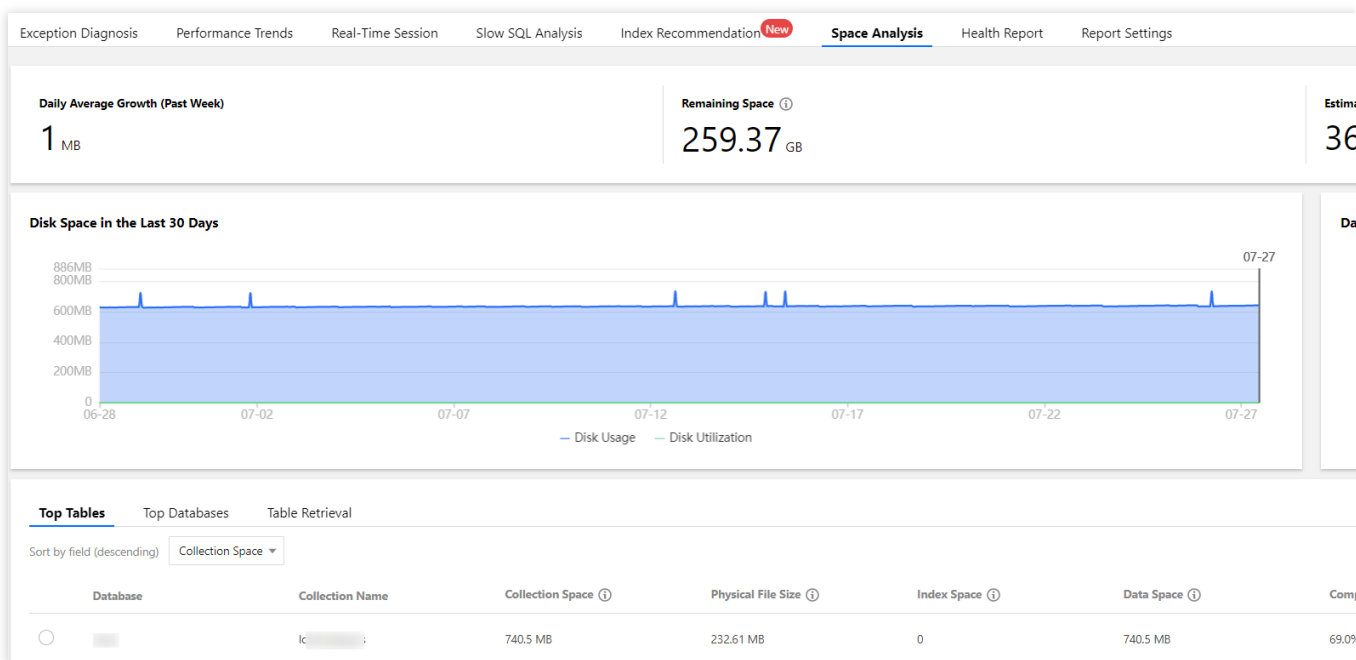 Exception Diagnosis Performance Trends Real-Time Session Slow SQL Analysis Index Recommendation New Space Analysis Health Report Report Settings
Daily Average Growth (Past Week) Remaining Space
1 MB 259.37 GB 36
Disk Space in the Last 30 Days
07-27
886MB
800MB
600MB
400MB
200MB
0
06-28 07-02 07-07 07-12 07-17 07-22 07-27
Disk Usage Disk Utilization
Top Tables Top Databases Table Retrieval
Sort by field (descending) Collection Space
Database Collection Name Collection Space Physical File Size Index Space Data Space
740.5 MB 232.61 MB 0 740.5 MB 69.0%